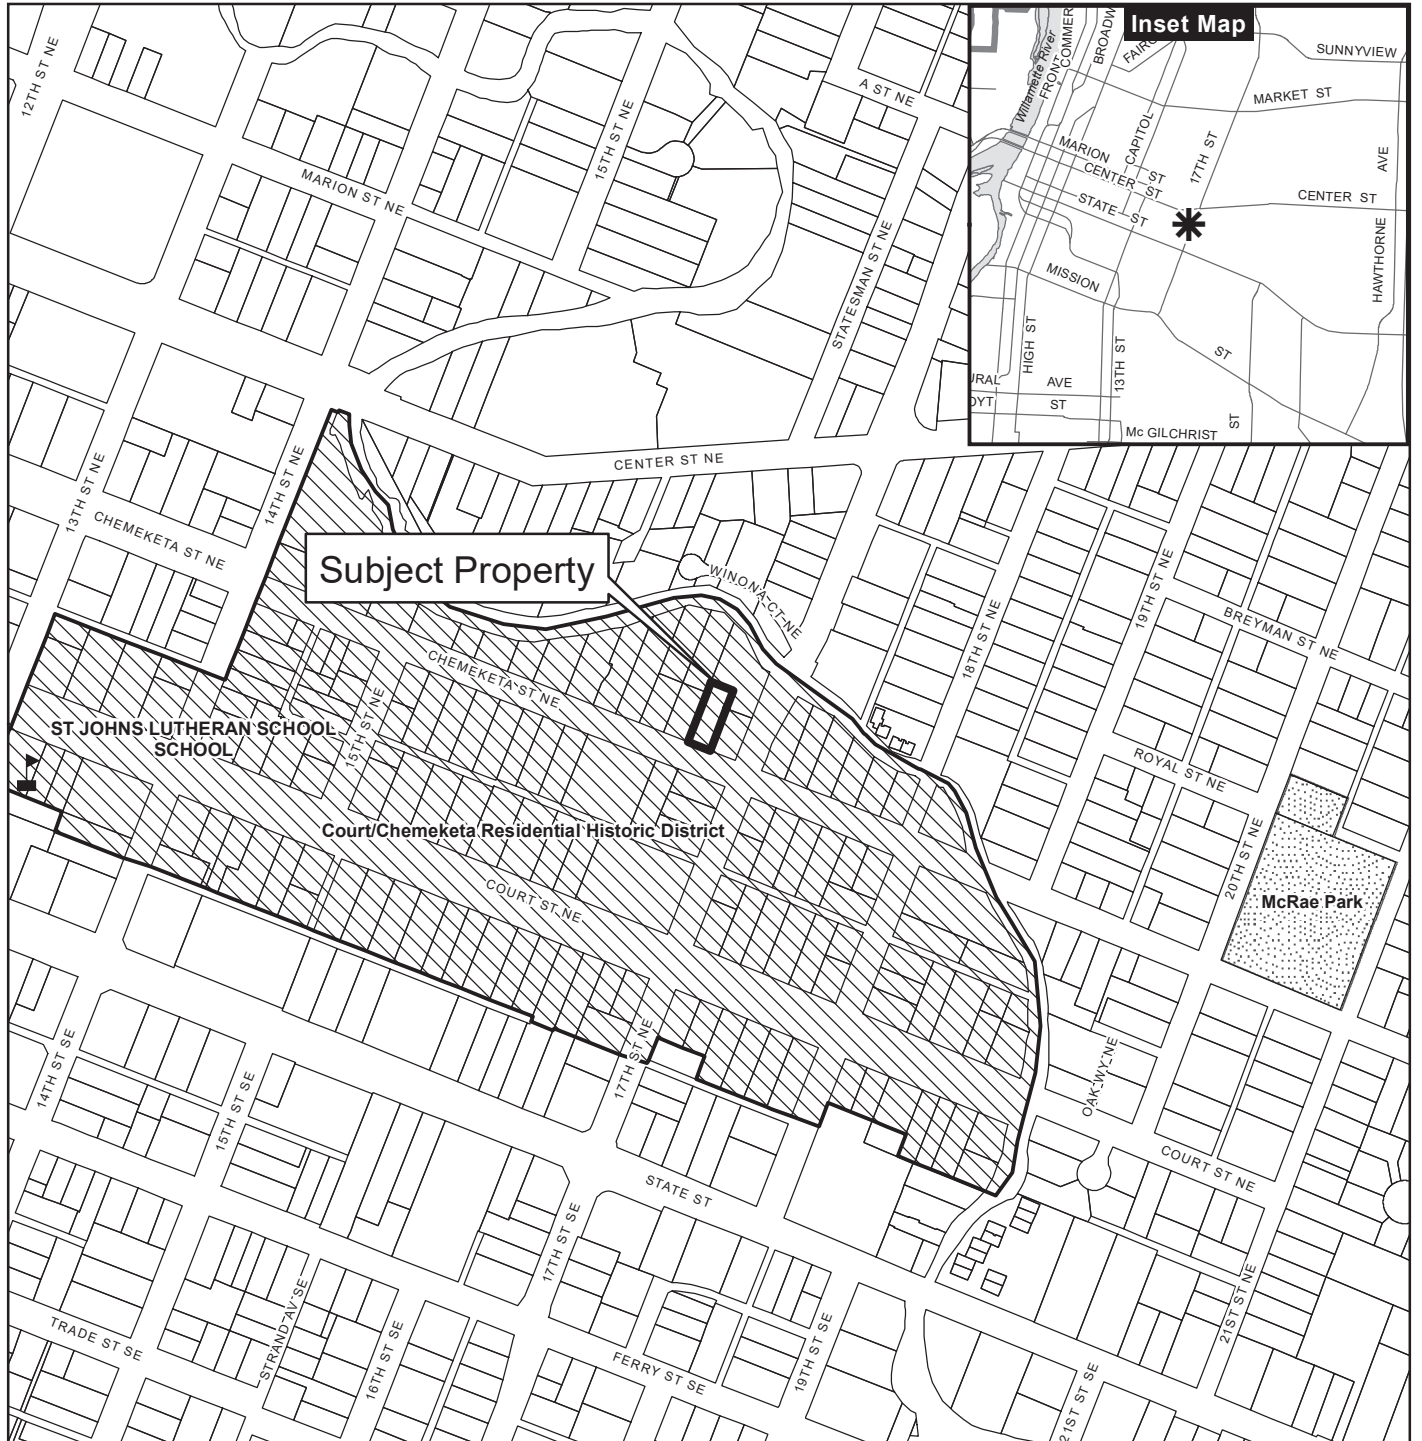 Inset Map
Willamette River
FRONT
COMMER
BROADW
FAIRG
SUNNYVIEW
MARKET ST
CAPITOL
17TH ST
AVE
MARION ST
CENTER ST
CENTER ST
STATE ST
HAWTHORNE
MISSION
ST
HIGH ST
13TH ST
URAL AVE
OYT ST
ST
Mc GILCHRIST
12TH ST NE
A ST NE
15TH ST NE
MARION ST NE
STATESMAN ST NE
CENTER ST NE
13TH ST NE
14TH ST NE
CHEMEKETA ST NE
Subject Property
WINONA CT NE
18TH ST NE
19TH ST NE
BREYMAN ST NE
CHEMEKETA ST NE
15TH ST NE
ST JOHNS LUTHERAN SCHOOL
SCHOOL
ROYAL ST NE
Court/Chemeketa Residential Historic District
20TH ST NE
McRae Park
COURT ST NE
17TH ST NE
14TH ST SE
15TH ST SE
OAK WY NE
COURT ST NE
STATE ST
17TH ST SE
21ST ST NE
TRADE ST SE
STRAND AV SE
16TH ST SE
FERRY ST SE
19TH ST SE
21ST ST SE